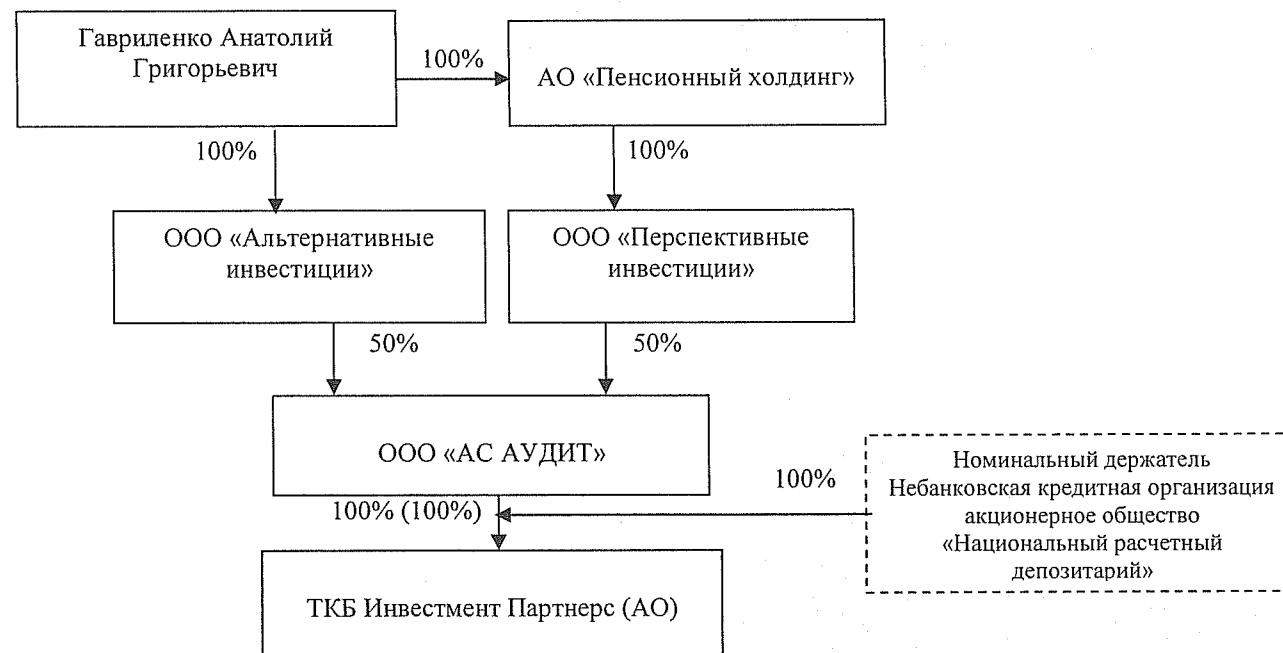 Гавриленко Анатолий
Григорьевич
100%
АО «Пенсионный холдинг»
100%
100%
ООО «Альтернативные
инвестиции»
ООО «Перспективные
инвестиции»
50%
50%
ООО «АС АУДИТ»
100%
Номинальный держатель
Небанковская кредитная организация
акционерное общество
«Национальный расчетный
депозитарий»
100% (100%)
ТКБ Инвестмент Партнерс (АО)